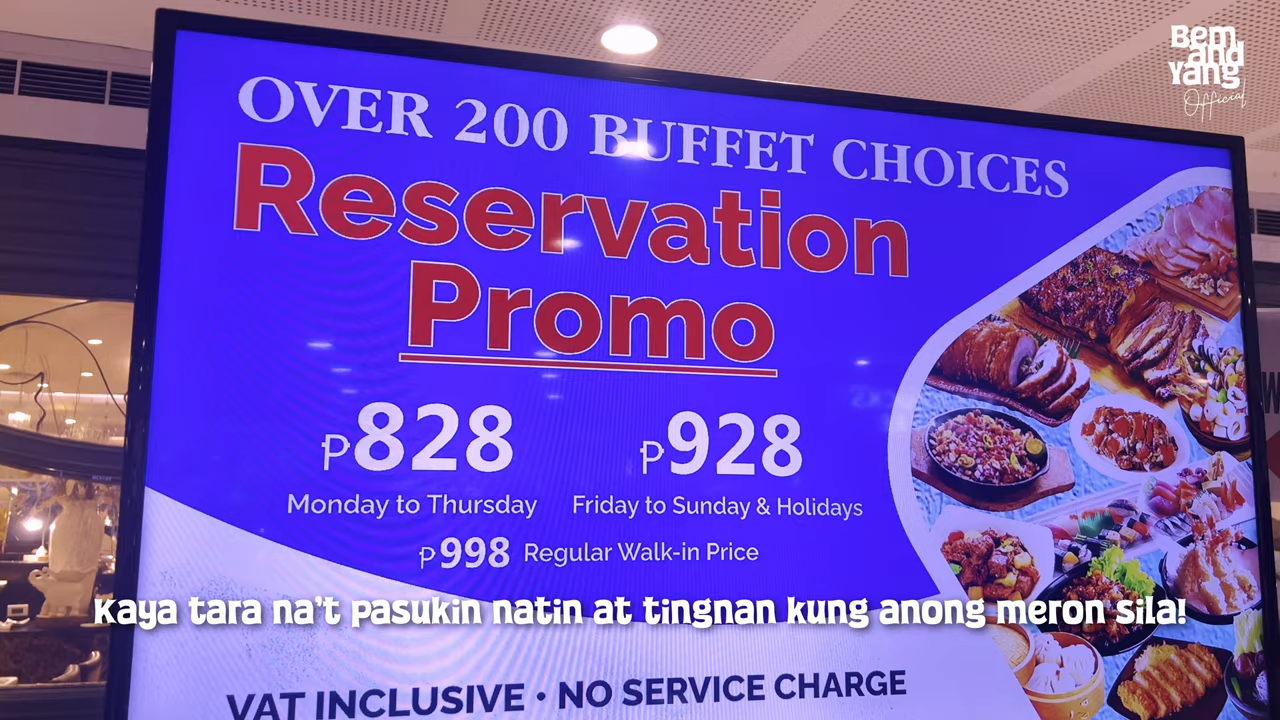 Bem
and
Yang
Official
OVER 200 BUFFET CHOICES
Reservation
Promo
₱828 ₱928
Monday to Thursday Friday to Sunday & Holidays
₱998 Regular Walk-in Price
Kaya tara na't pasukin natin at tingnan kung anong meron sila!
VAT INCLUSIVE • NO SERVICE CHARGE